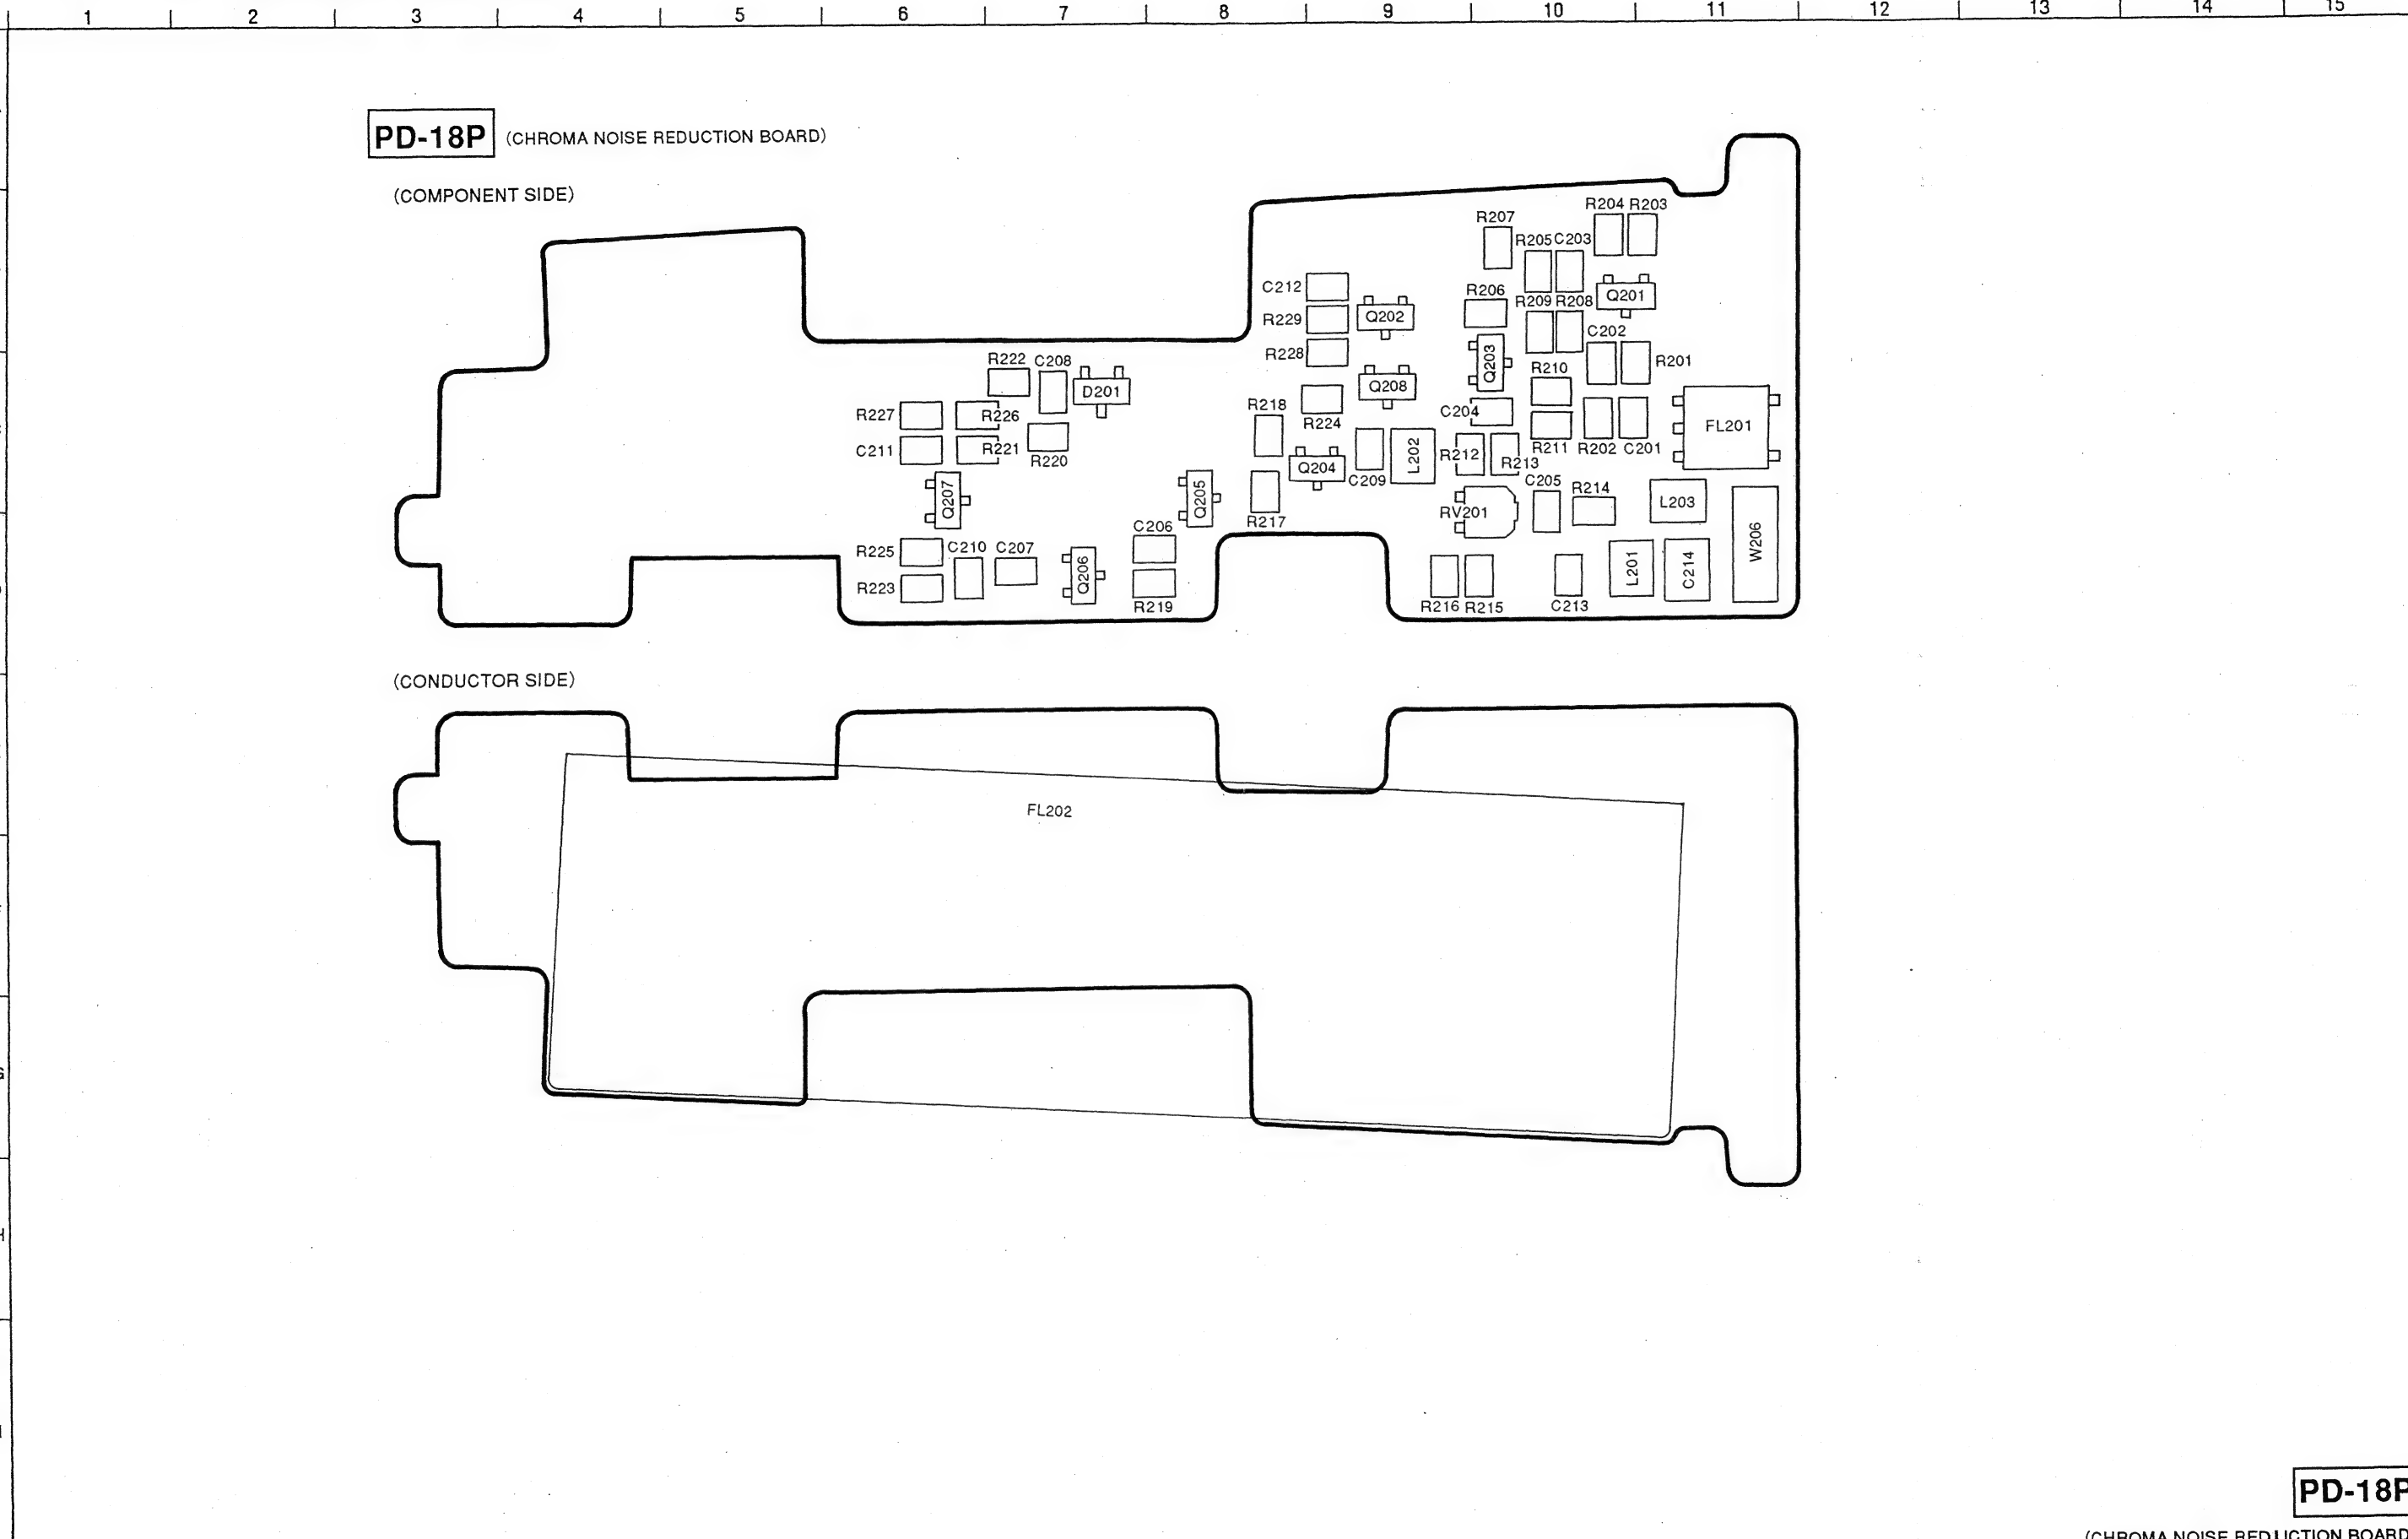 1 2 3 4 5 6 7 8 9 10 11 12 13 14 15
PD-18P (CHROMA NOISE REDUCTION BOARD)
(COMPONENT SIDE)
R204 R203
R207
R205 C203
C212
R206
Q201
R209 R208
R229
Q202
C202
R228
R222 C208
Q203
R201
R210
D201
Q208
R218
C204
R227
R226
R224
FL201
C211
R221
R220
L202
R212
R213
R211 R202 C201
Q204
C209
C205
R214
Q207
Q205
L203
RV201
R217
C206
W206
R225
C210 C207
Q206
L201
C214
R223
R219
R216 R215
C213
(CONDUCTOR SIDE)
FL202
H
PD-18P
(CHROMA NOISE REDUCTION BOARD